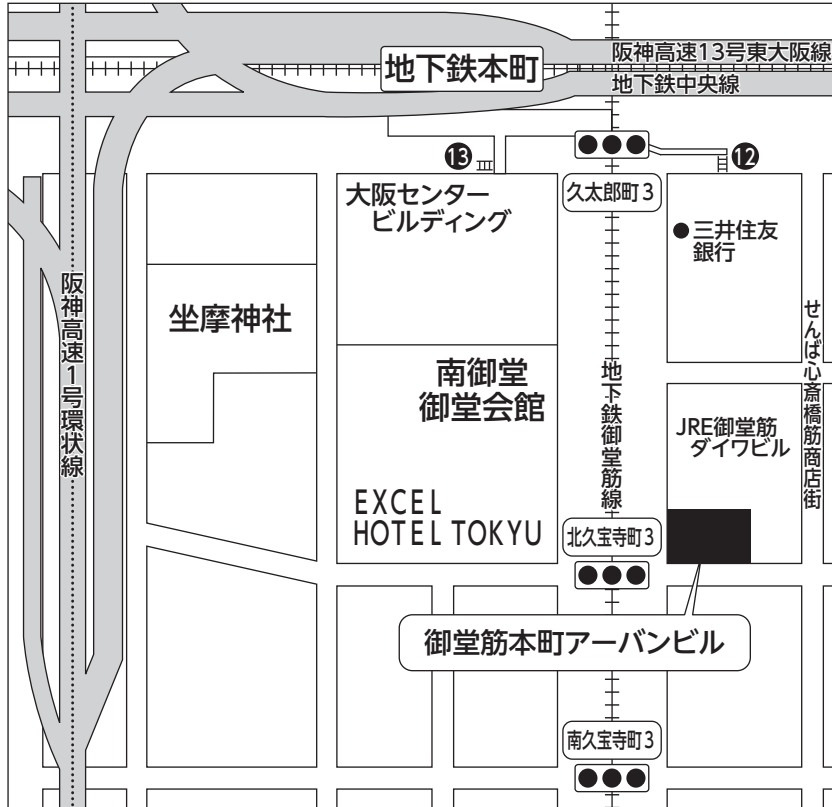 阪神高速13号東大阪線
地下鉄本町
地下鉄中央線
13
12
大阪センター
ビルディング
久太郎町3
三井住友
銀行
阪神高速1号環状線
坐摩神社
せんば心斎橋筋商店街
南御堂
御堂会館
地下鉄御堂筋線
JRE御堂筋
ダイワビル
EXCEL
HOTEL TOKYU
北久宝寺町3
御堂筋本町アーバンビル
南久宝寺町3